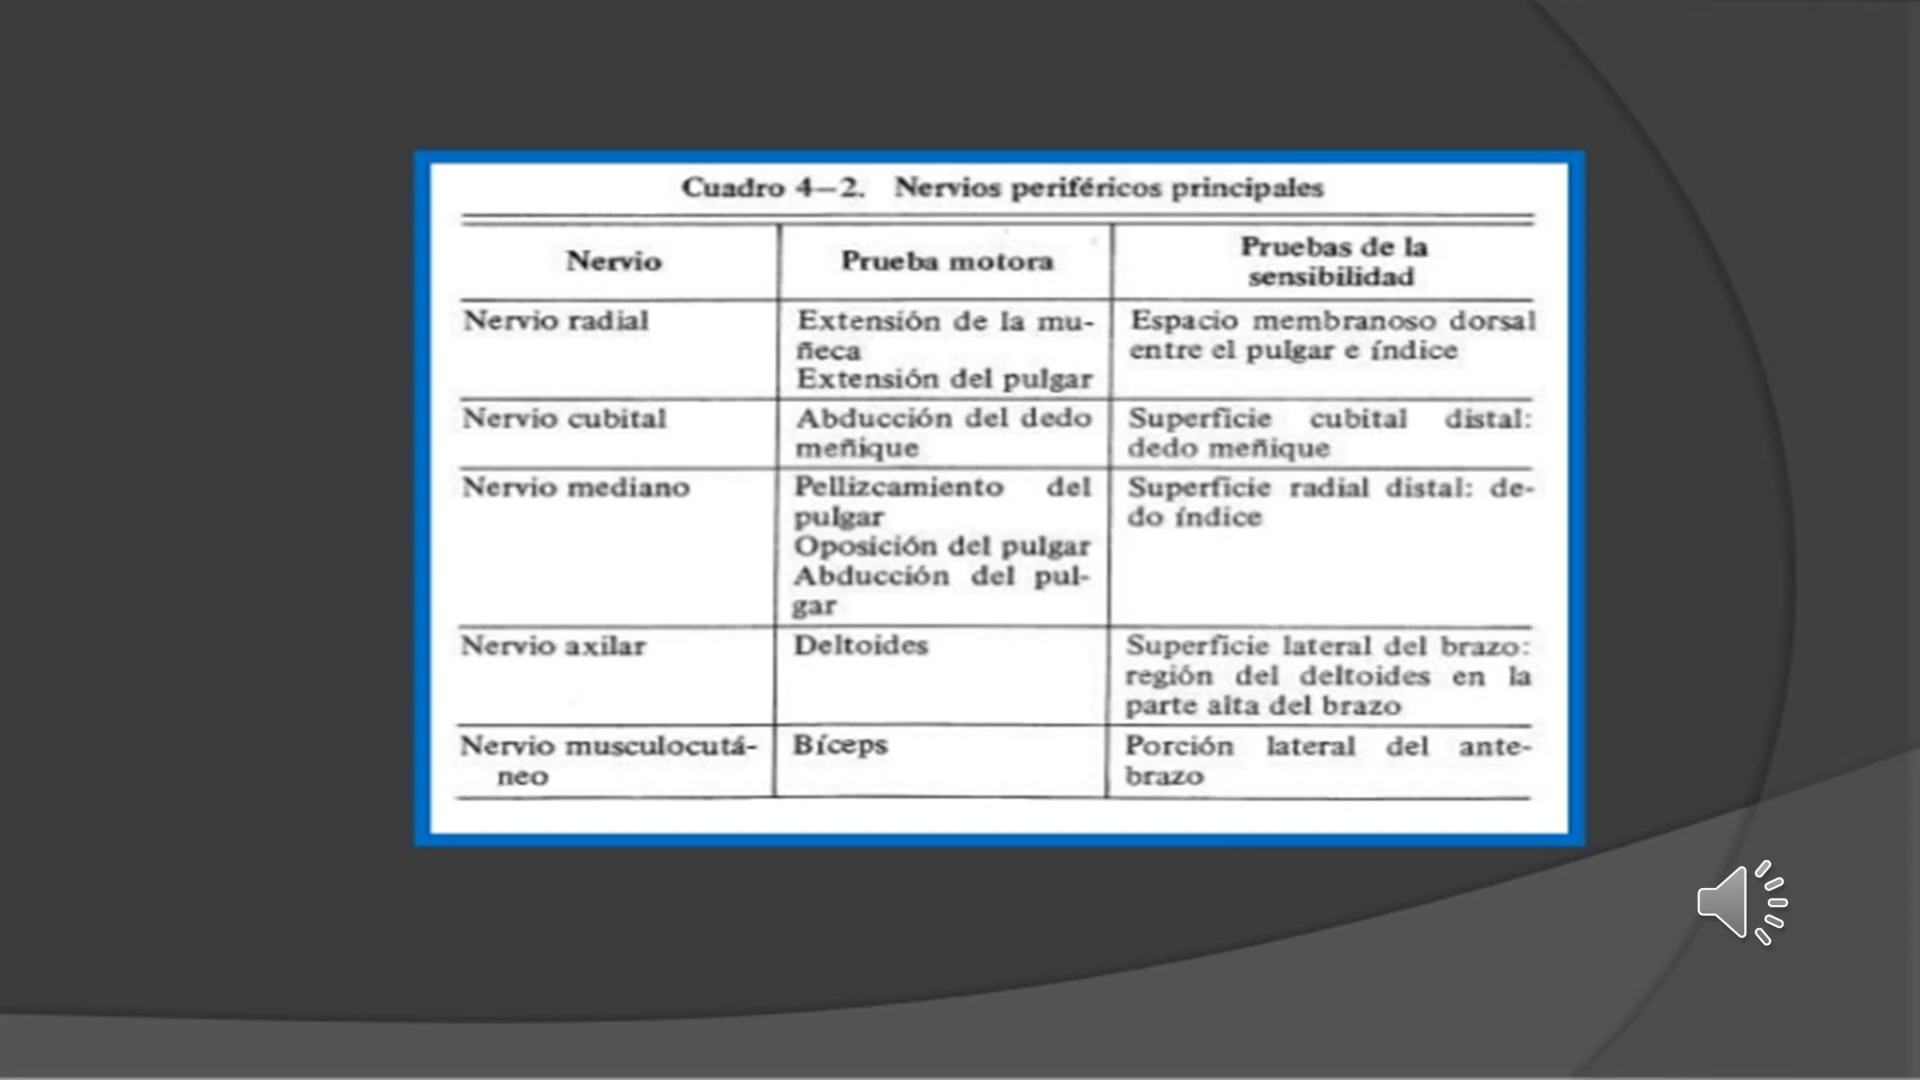 Cuadro 4—2. Nervios periféricos principales
Nervio
Prueba motora
Pruebas de la
sensibilidad
Nervio radial
Extensión de la mu-
ñeca
Extensión del pulgar
Espacio membranoso dorsal
entre el pulgar e índice
Nervio cubital
Abducción del dedo
meñique
Superficie cubital distal:
dedo meñique
Nervio mediano
Pellizcamiento del
pulgar
Oposición del pulgar
Abducción del pul-
gar
Superficie radial distal: de-
do índice
Nervio axilar
Deltoides
Superficie lateral del brazo:
región del deltoides en la
parte alta del brazo
Nervio musculocutá-
neo
Bíceps
Porción lateral del ante-
brazo